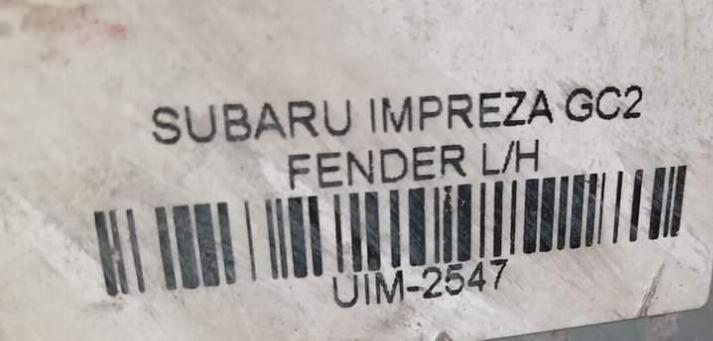 SUBARU IMPREZA GC2
FENDER L/H
UIM-2547